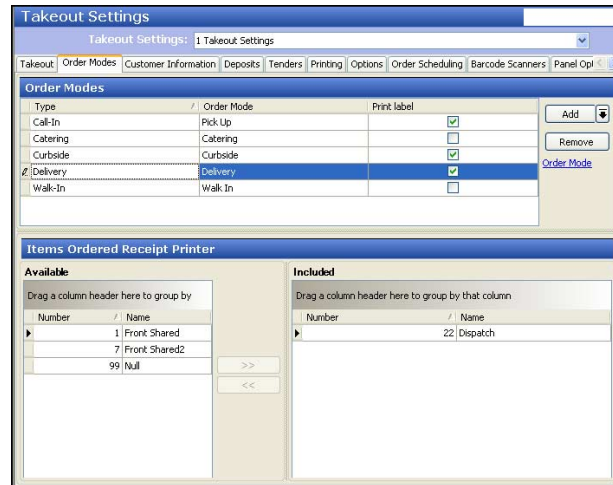 Takeout Settings
Takeout Settings: 1 Takeout Settings
Takeout Order Modes Customer Information Deposits Tenders Printing Options Order Scheduling Barcode Scanners Panel Opt
Order Modes
Type / Order Mode Print label
Call-In Pick Up
Catering Catering
Curbside Curbside
Delivery Delivery
Walk-In Walk In
Add
Remove
Order Mode
Items Ordered Receipt Printer
Available
Drag a column header here to group by
Number / Name
1 Front Shared
7 Front Shared2
99 Null
>>
<<
Included
Drag a column header here to group by that column
Number / Name
22 Dispatch